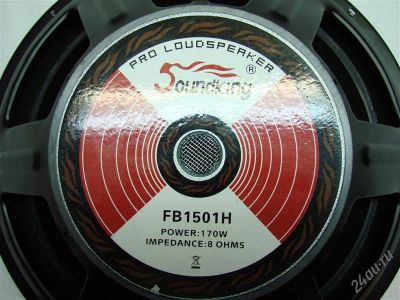 PRO LOUDSPEAKER
Soundking ®
FB1501H
POWER:170W
IMPEDANCE:8 OHMS
24au.ru